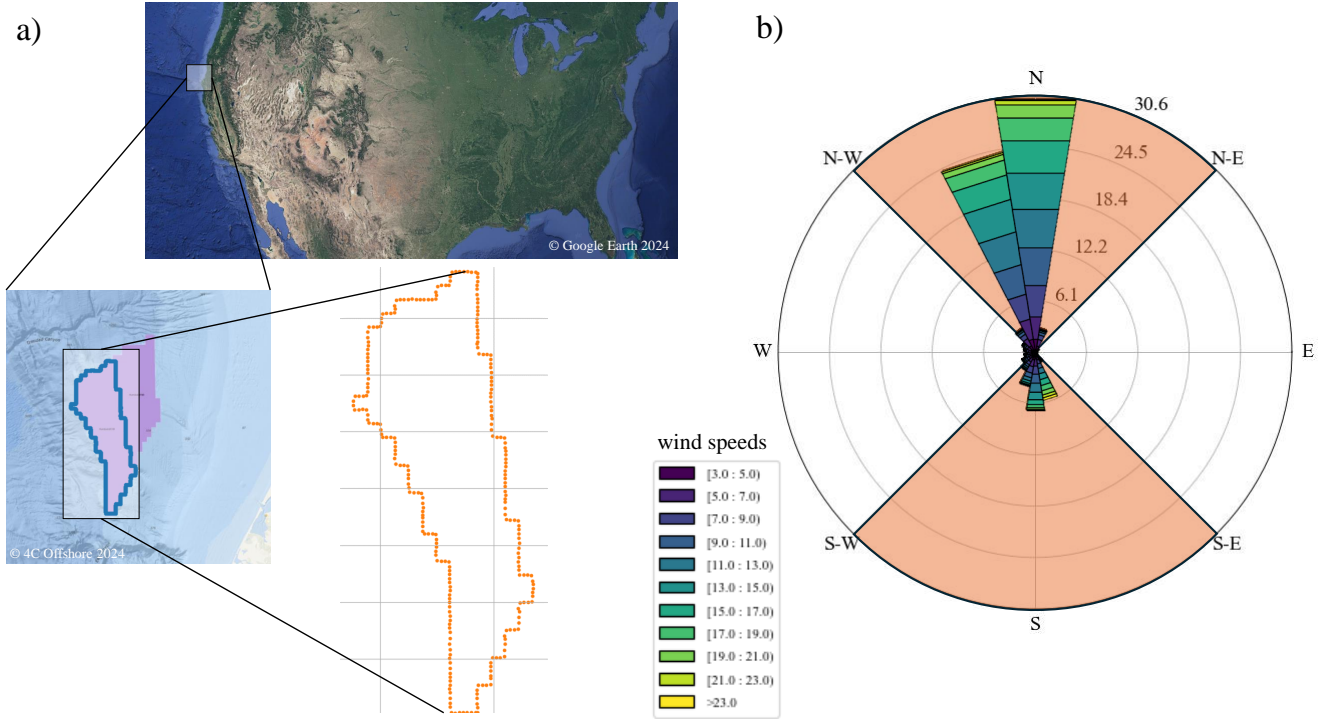 a)
© Google Earth 2024
© 4C Offshore 2024
b)
N
30.6
N-W
24.5
N-E
18.4
12.2
6.1
W
E
S-W
S-E
S
wind speeds
[3.0 : 5.0)
[5.0 : 7.0)
[7.0 : 9.0)
[9.0 : 11.0)
[11.0 : 13.0)
[13.0 : 15.0)
[15.0 : 17.0)
[17.0 : 19.0)
[19.0 : 21.0)
[21.0 : 23.0)
>23.0